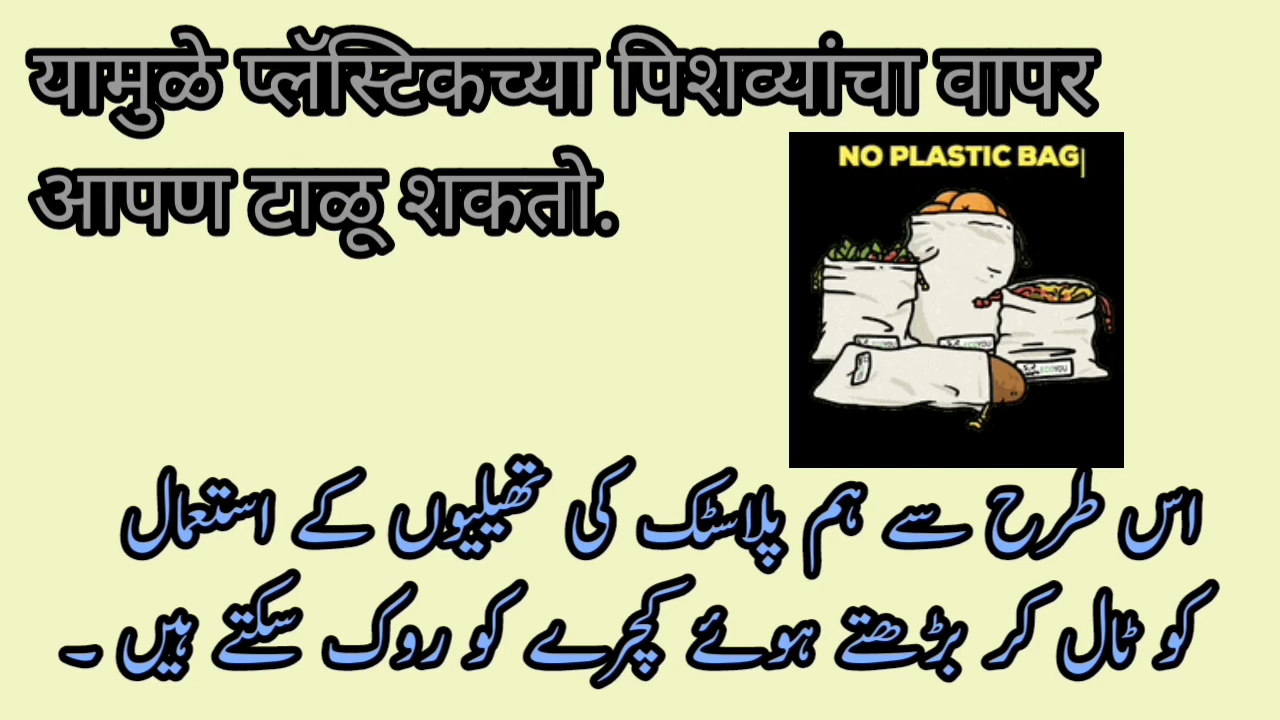 यामुळे प्लॅस्टिकच्या पिशव्यांचा वापर
आपण टाळू शकतो.
NO PLASTIC BAG
ECOYOU
اس طرح سے ہم پلاسٹک کی تھیلیوں کے استعمال
کو ٹال کر بڑھتے ہوئے کچرے کو روک سکتے ہیں ۔